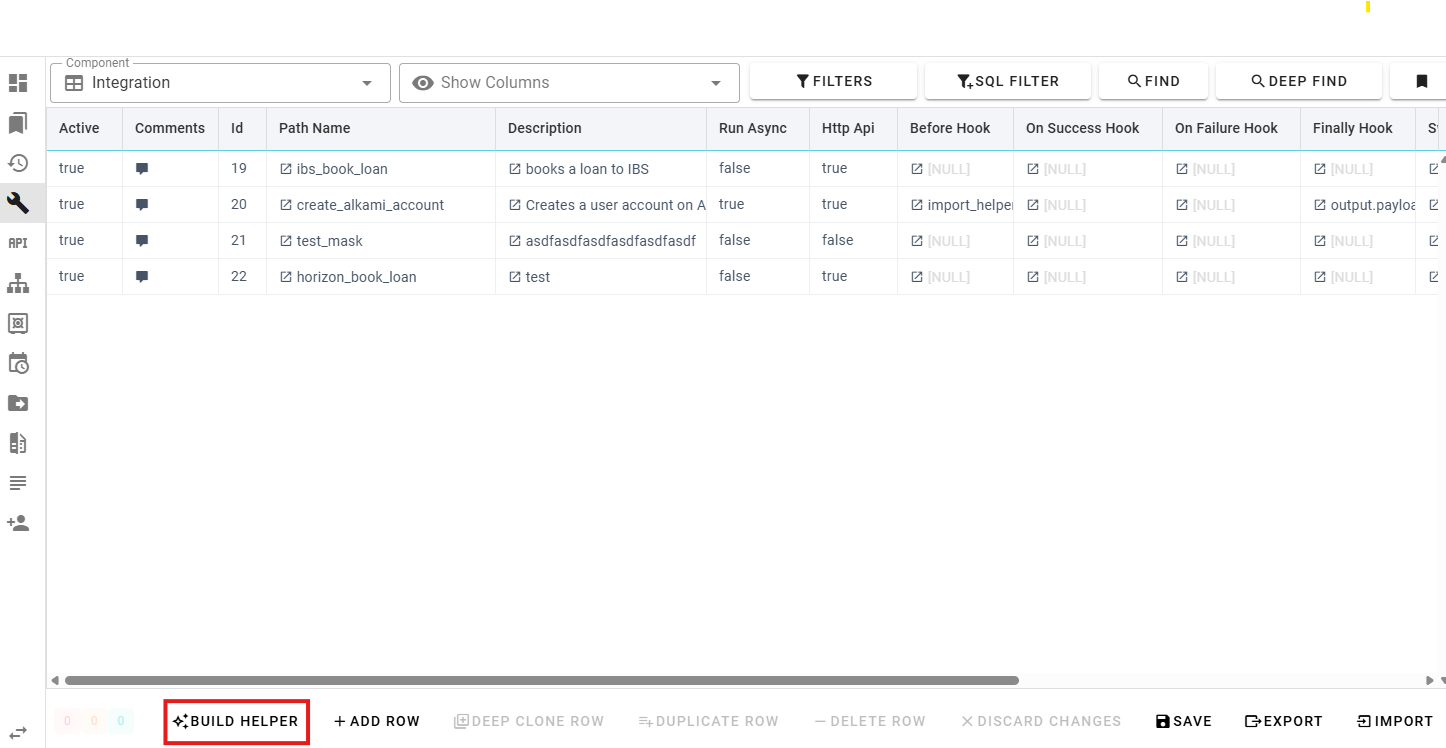 Component
Integration Show Columns FILTERS SQL FILTER FIND DEEP FIND
Active Comments Id Path Name Description Run Async Http Api Before Hook On Success Hook On Failure Hook Finally Hook
true 19 ibs_book_loan books a loan to IBS false true [NULL] [NULL] [NULL] [NULL]
true 20 create_alkami_account Creates a user account on A true true import_helper [NULL] [NULL] output.payloa
API
true 21 test_mask asdfasdfasdfasdfasdfasdf false false [NULL] [NULL] [NULL] [NULL]
true 22 horizon_book_loan test false true [NULL] [NULL] [NULL] [NULL]
0 0 0 BUILD HELPER ADD ROW DEEP CLONE ROW DUPLICATE ROW DELETE ROW DISCARD CHANGES SAVE EXPORT IMPORT